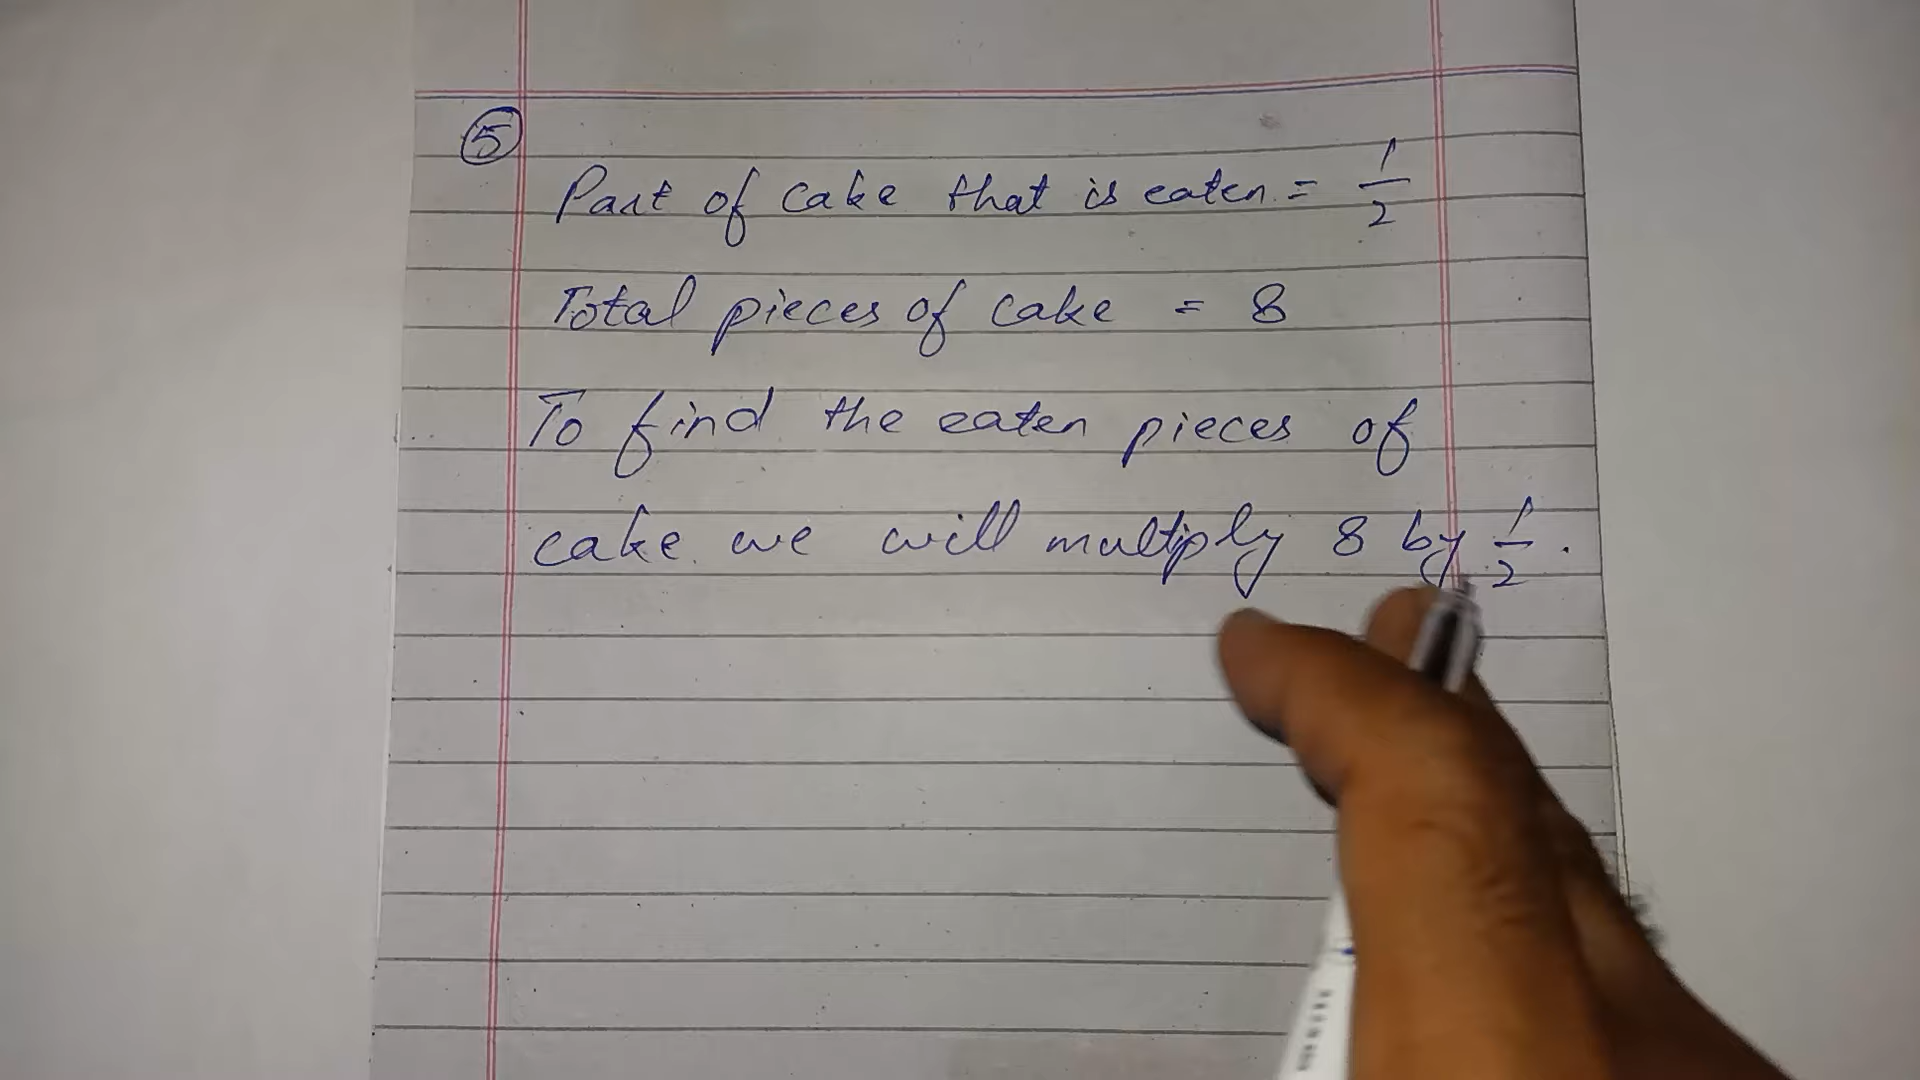 5
Part of cake that is eaten = 1/2
Total pieces of cake = 8
To find the eaten pieces of
cake we will multiply 8 by 1/2.